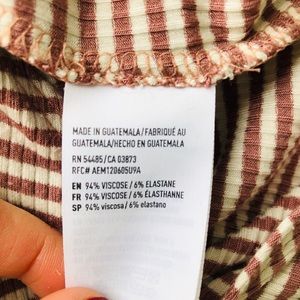 MADE IN GUATEMALA/FABRIQUÉ AU
GUATEMALA/HECHO EN GUATEMALA
RN 54485/CA 03873
RFC# AEM120605U9A
EN 94% VISCOSE / 6% ELASTANE
FR 94% VISCOSE / 6% ÉLASTHANNE
SP 94% viscosa / 6% elastano